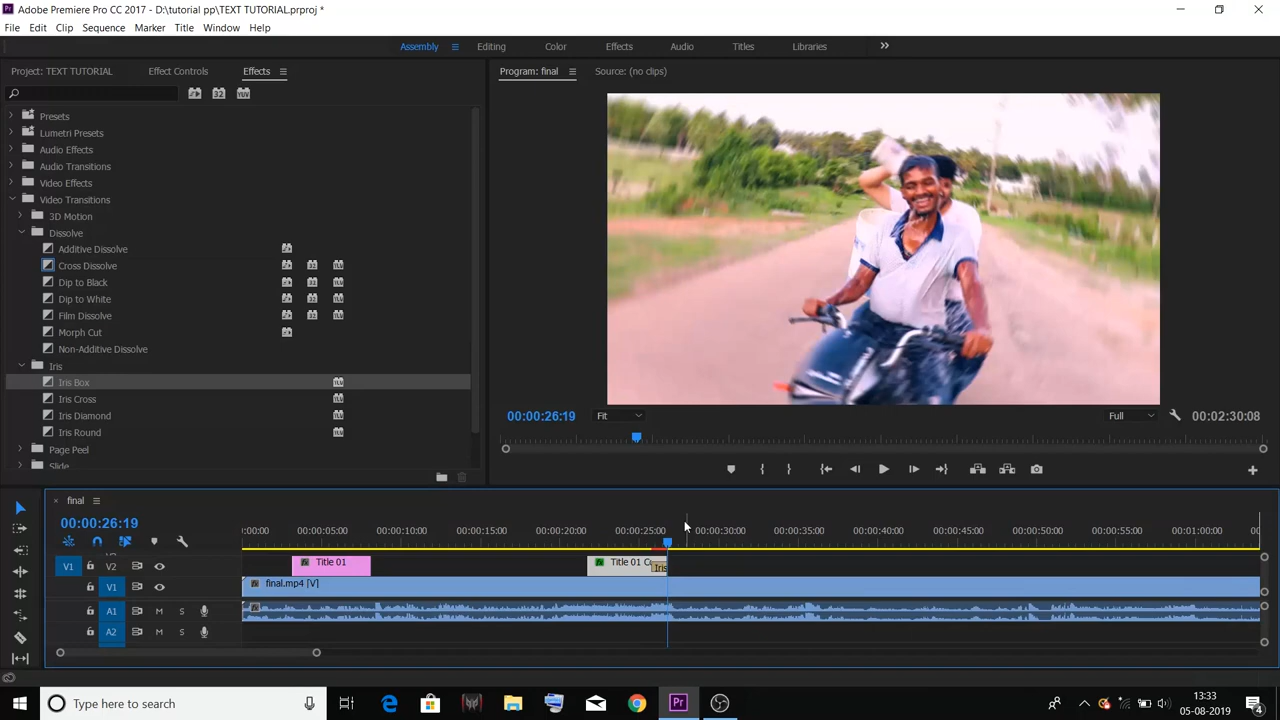 Adobe Premiere Pro CC 2017 - D:\tutorial pp\TEXT TUTORIAL.prproj *
File Edit Clip Sequence Marker Title Window Help
Assembly Editing Color Effects Audio Titles Libraries
Project: TEXT TUTORIAL Effect Controls Effects
Program: final Source: (no clips)
Presets
Lumetri Presets
Audio Effects
Audio Transitions
Video Effects
Video Transitions
3D Motion
Dissolve
Additive Dissolve
Cross Dissolve
Dip to Black
Dip to White
Film Dissolve
Morph Cut
Non-Additive Dissolve
Iris
Iris Box
Iris Cross
Iris Diamond
Iris Round
Page Peel
Slide
00:00:26:19 Fit Full 00:02:30:08
final
00:00:26:19
:00:00 00:00:05:00 00:00:10:00 00:00:15:00 00:00:20:00 00:00:25:00 00:00:30:00 00:00:35:00 00:00:40:00 00:00:45:00 00:00:50:00 00:00:55:00 00:01:00:00 00:
V1 V2 Title 01 Title 01 C Iris
V1 final.mp4 [V]
A1 M S
A2 M S
Type here to search
Pr
13:33
05-08-2019
4